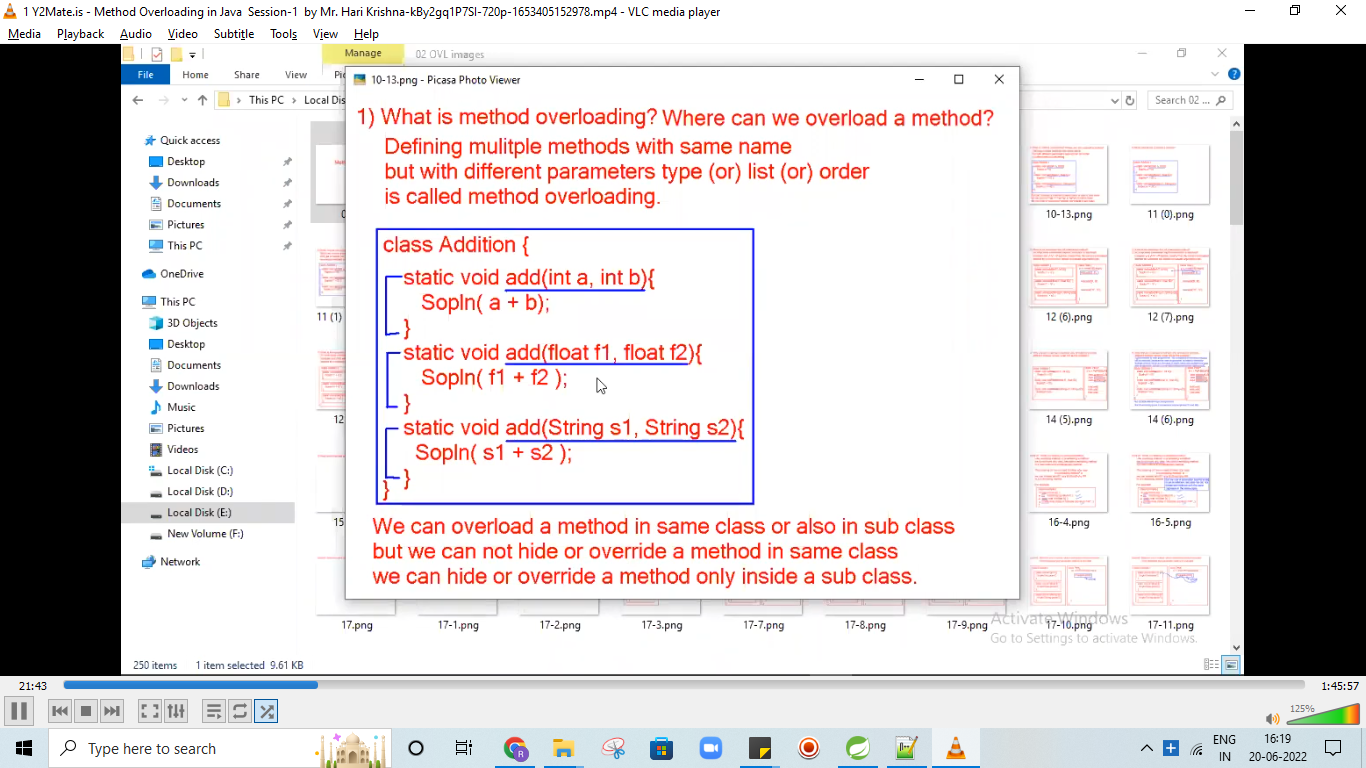 1 Y2Mate.is - Method Overloading in Java Session-1 by Mr. Hari Krishna-kBy2gq1P7SI-720p-1653405152978.mp4 - VLC media player
Media Playback Audio Video Subtitle Tools View Help
Manage 02 OVL images
File Home Share View Pic
This PC Local Dis
Search 02 ...
10-13.png - Picasa Photo Viewer
Quick access
Desktop
Downloads
Documents
Pictures
This PC
OneDrive
This PC
3D Objects
Desktop
Documents
Downloads
Music
Pictures
Videos
Local Disk (C:)
Local Disk (D:)
Local Disk (E:)
New Volume (F:)
Network
1) What is method overloading? Where can we overload a method?
Defining mulitple methods with same name
but with different parameters type (or) list (or) order
is called method overloading.
class Addition {
static void add(int a, int b){
Sopln( a + b);
}
static void add(float f1, float f2){
Sopln( f1 + f2 );
}
static void add(String s1, String s2){
Sopln( s1 + s2 );
}
}
We can overload a method in same class or also in sub class
but we can not hide or override a method in same class
we can hide or override a method only inside a sub class.
11 (1)
12
15
10-13.png 11 (0).png
12 (6).png 12 (7).png
14 (5).png 14 (6).png
16-4.png 16-5.png
17.png 17-1.png 17-2.png 17-3.png 17-7.png 17-8.png 17-9.png 17-10.png 17-11.png
Activate Windows
Go to Settings to activate Windows.
250 items 1 item selected 9.61 KB
21:43 1:45:57
125%
Type here to search
ENG
IN
16:19
20-06-2022